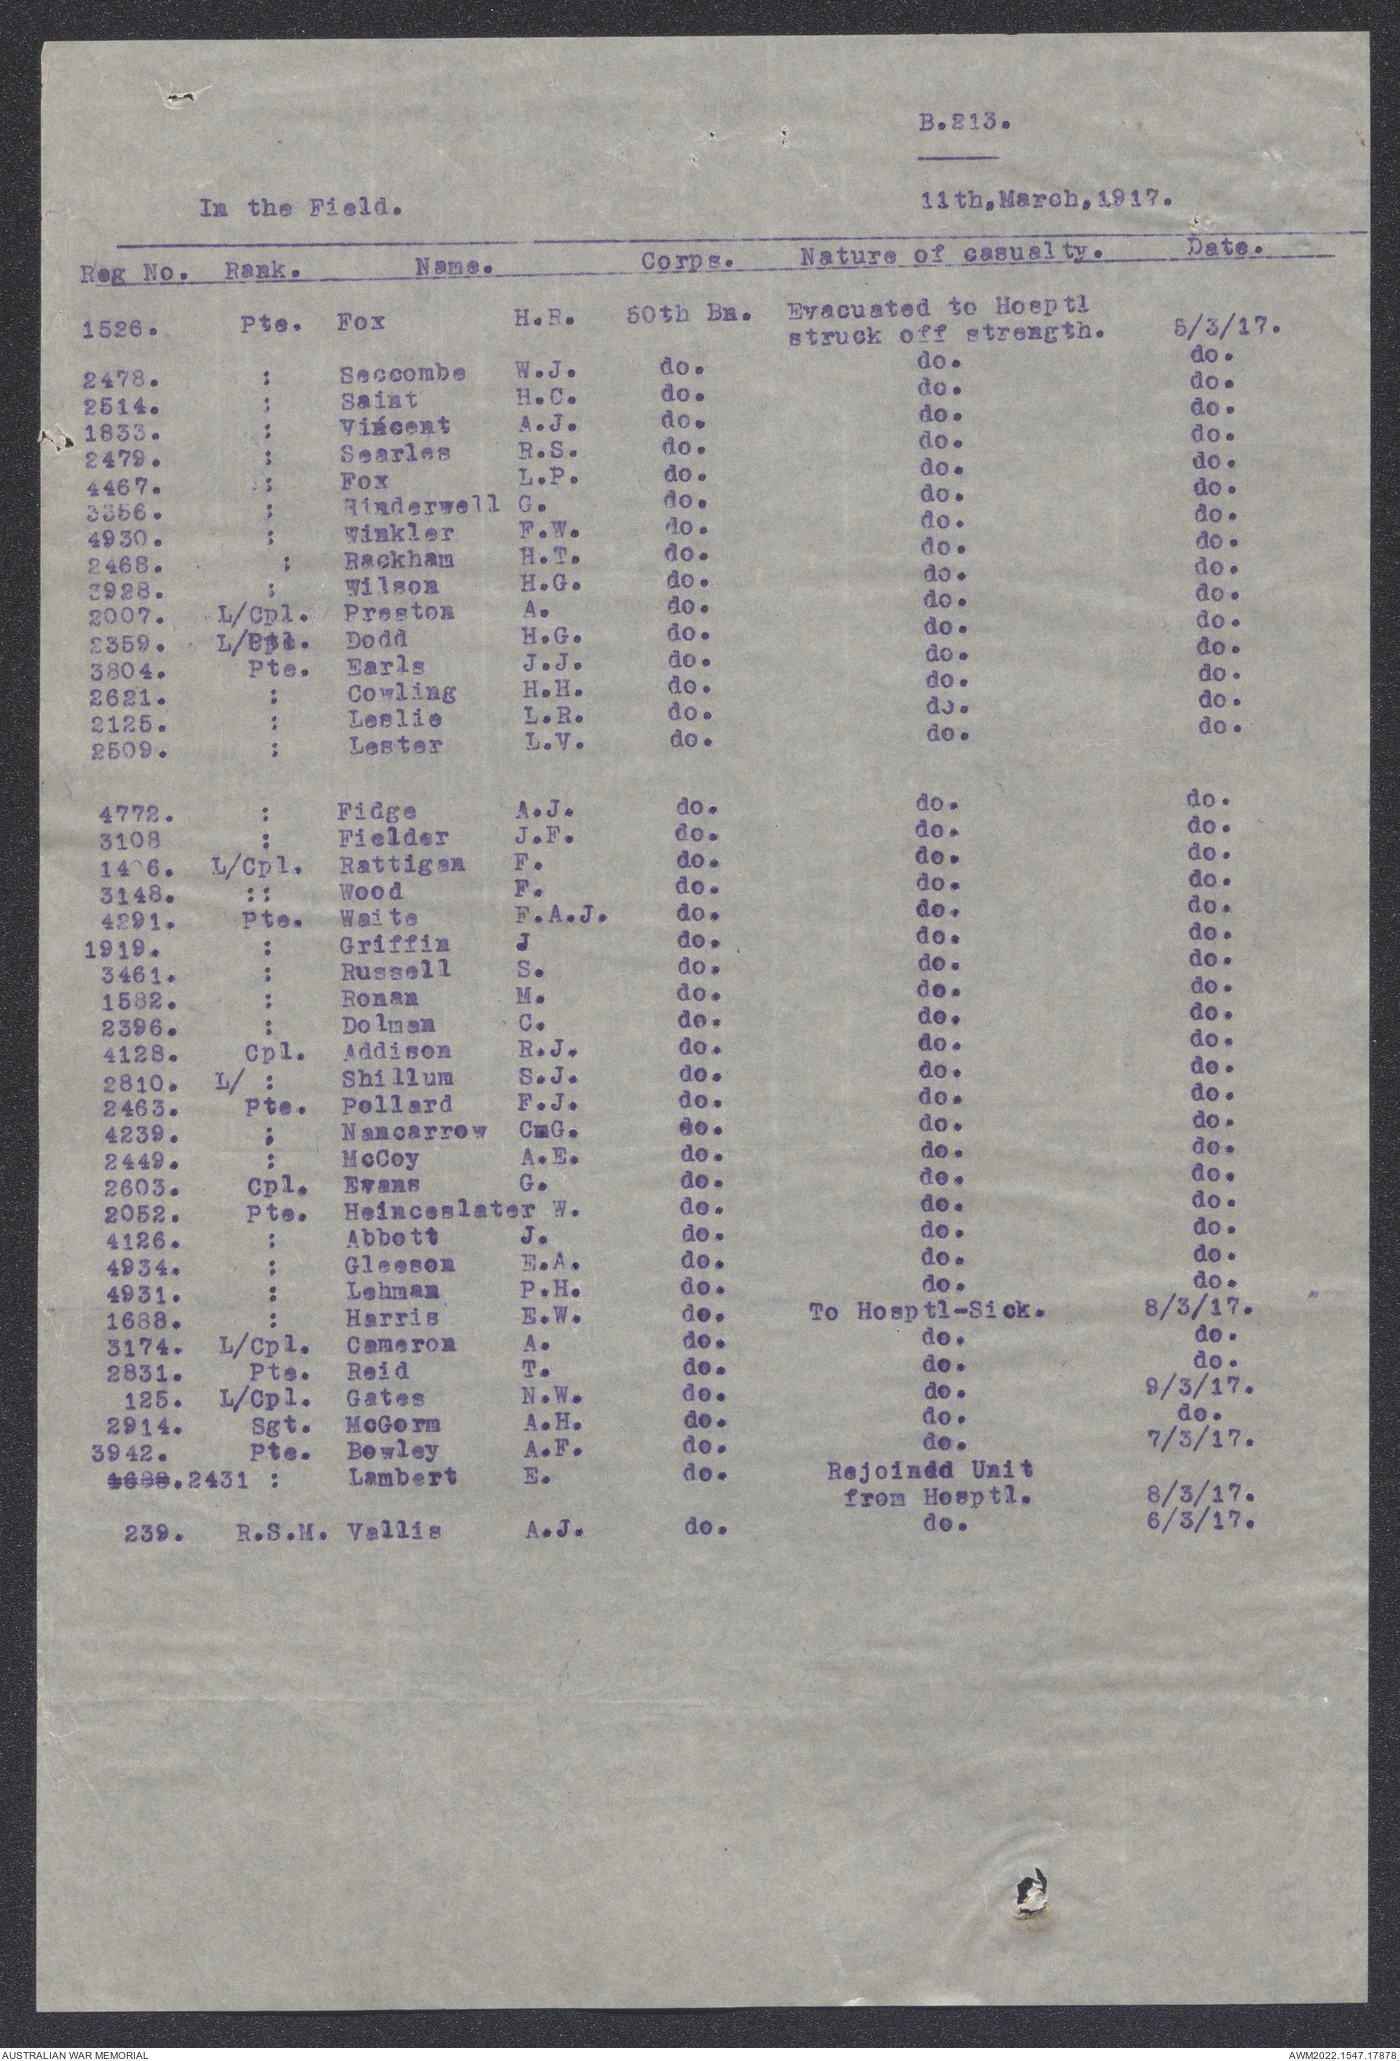 B.213.
In the Field.
11th,March,1917.
Reg No. Rank. Name. Corps. Nature of casualty. Date.
1526. Pte. Fox H.R. 50th Bn. Evacuated to Hosptl
struck off strength. 5/3/17.
2478. : Seccombe W.J. do. do. do.
2514. : Saint H.C. do. do. do.
1833. : Vincent A.J. do. do. do.
2479. : Searles R.S. do. do. do.
4467. : Fox L.P. do. do. do.
3356. : Hinderwell G. do. do. do.
4930. : Winkler F.W. do. do. do.
2468. : Rackham H.T. do. do. do.
3928. : Wilson H.G. do. do. do.
2007. L/Cpl. Preston A. do. do. do.
2359. L/Cpl. Dodd H.G. do. do. do.
3804. Pte. Earls J.J. do. do. do.
2621. : Cowling H.H. do. do. do.
2125. : Leslie L.R. do. do. do.
2509. : Lester L.V. do. do. do.
4772. : Fidge A.J. do. do. do.
3108 : Fielder J.F. do. do. do.
L/Cpl. Rattigan F. do. do. do.
3148. :: Wood F. do. do. do.
4291. Pte. Waite F.A.J. do. do. do.
1919. : Griffin J do. do. do.
3461. : Russell S. do. do. do.
1582. : Ronan M. do. do. do.
2396. : Dolman C. do. do. do.
4128. Cpl. Addison R.J. do. do. do.
2810. L/ : Shillum S.J. do. do. do.
2463. Pte. Pollard F.J. do. do. do.
4239. : Nancarrow CmG. do. do. do.
2449. : McCoy A.E. do. do. do.
2603. Cpl. Evans G. do. do. do.
2052. Pte. Heinceslater W. do. do. do.
4126. : Abbott J. do. do. do.
4934. : Gleeson E.A. do. do. do.
4931. : Lehman P.H. do. do. do.
1688. : Harris E.W. do. To Hosptl-Sick. 8/3/17.
3174. L/Cpl. Cameron A. do. do. do.
2831. Pte. Reid T. do. do. do.
125. L/Cpl. Gates N.W. do. do. 9/3/17.
2914. Sgt. McGorm A.H. do. do. do.
3942. Pte. Bowley A.F. do. do. 7/3/17.
4688.2431 : Lambert E. do. Rejoindd Unit
from Hosptl. 8/3/17.
239. R.S.M. Vallis A.J. do. do. 6/3/17.
AUSTRALIAN WAR MEMORIAL
AWM2022.1547.17878